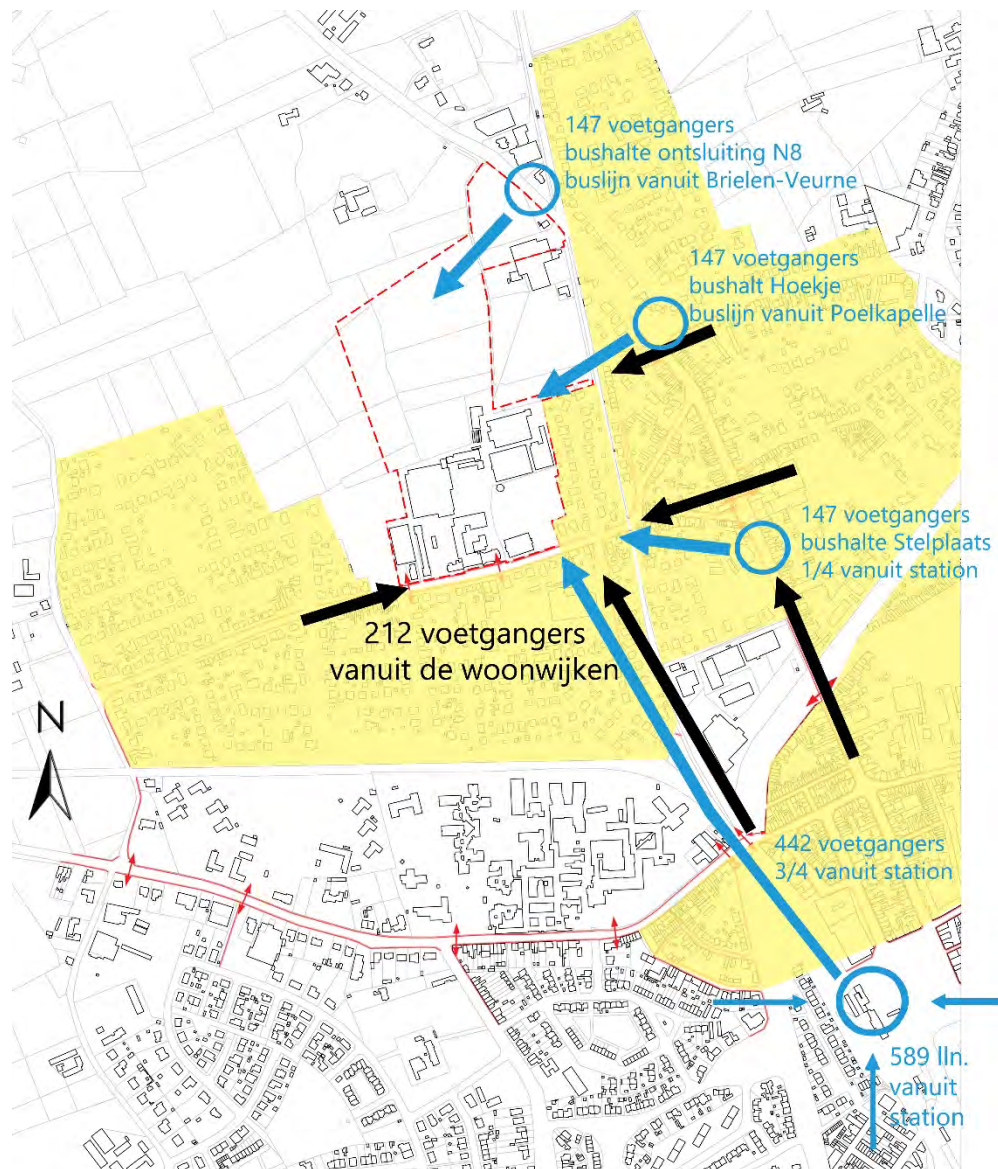 147 voetgangers
bushalte ontsluiting N8
buslijn vanuit Brielen-Veurne
147 voetgangers
bushalt Hoekje
buslijn vanuit Poelkapelle
147 voetgangers
bushalte Stelplaats
1/4 vanuit station
212 voetgangers
vanuit de woonwijken
N
442 voetgangers
3/4 vanuit station
589 lln.
vanuit
station